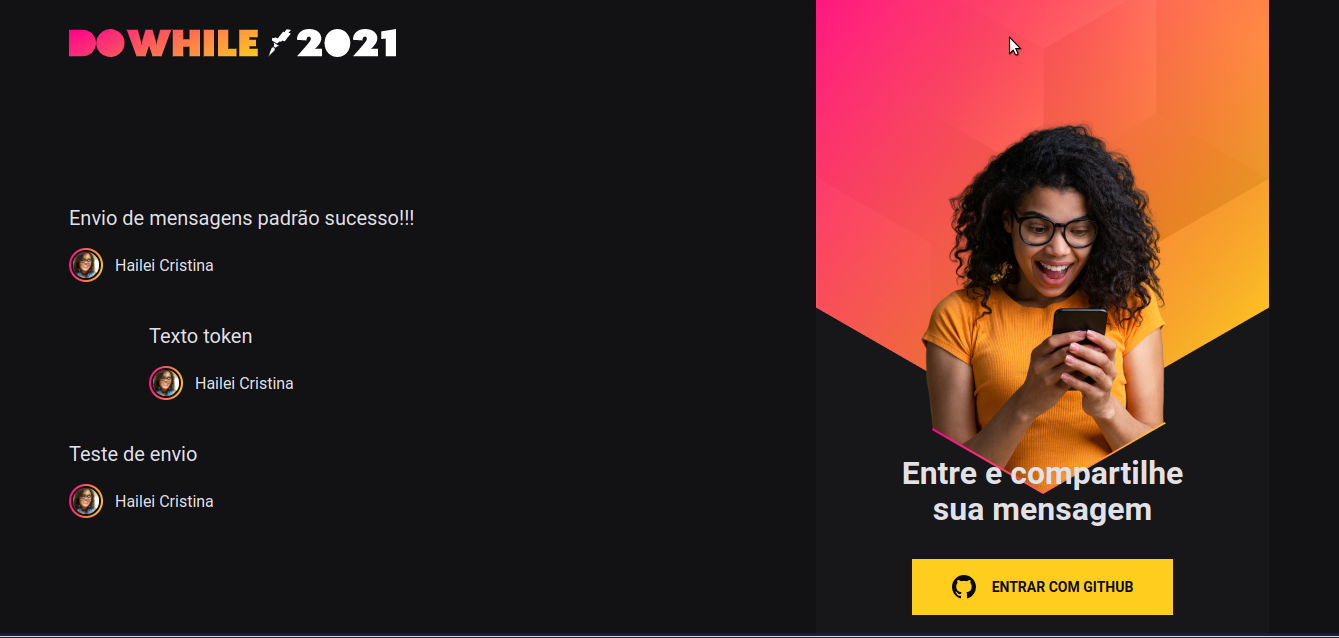 DOWHILE 2021
Envio de mensagens padrão sucesso!!!
Hailei Cristina
Texto token
Hailei Cristina
Teste de envio
Hailei Cristina
Entre e compartilhe
sua mensagem
ENTRAR COM GITHUB